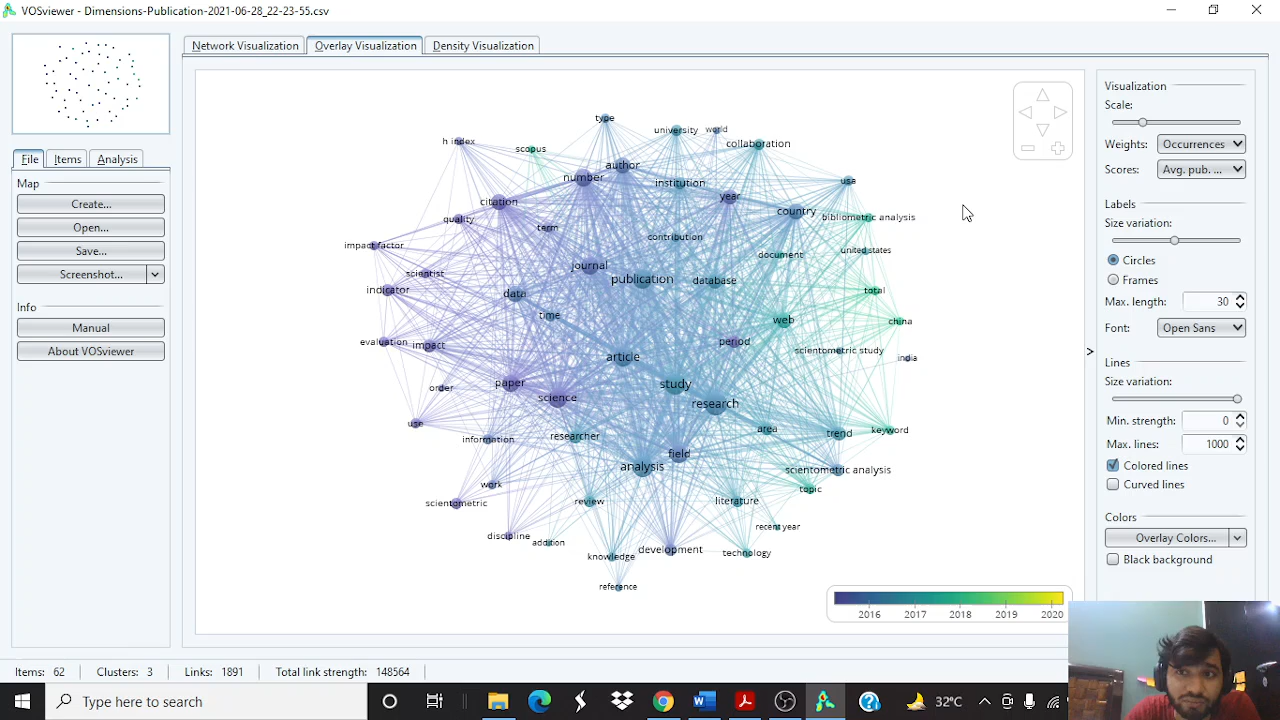 VOSviewer - Dimensions-Publication-2021-06-28_22-23-55.csv
Network Visualization
Overlay Visualization
Density Visualization
File
Items
Analysis
Map
Create...
Open...
Save...
Screenshot...
Info
Manual
About VOSviewer
type
university
world
h index
scopus
collaboration
author
number
institution
usa
citation
year
country
bibliometric analysis
quality
term
contribution
impact factor
document
united states
scientist
journal
publication
database
indicator
data
total
time
web
china
evaluation
impact
period
scientometric study
article
india
order
paper
study
science
research
use
information
researcher
area
trend
keyword
field
analysis
scientometric analysis
work
topic
scientometric
review
literature
discipline
addition
recent year
knowledge
development
technology
reference
2016
2017
2018
2019
2020
Visualization
Scale:
Weights:
Occurrences
Scores:
Avg. pub. ...
Labels
Size variation:
Circles
Frames
Max. length:
30
Font:
Open Sans
Lines
Size variation:
Min. strength:
0
Max. lines:
1000
Colored lines
Curved lines
Colors
Overlay Colors...
Black background
Items: 62
Clusters: 3
Links: 1891
Total link strength: 148564
Type here to search
32°C